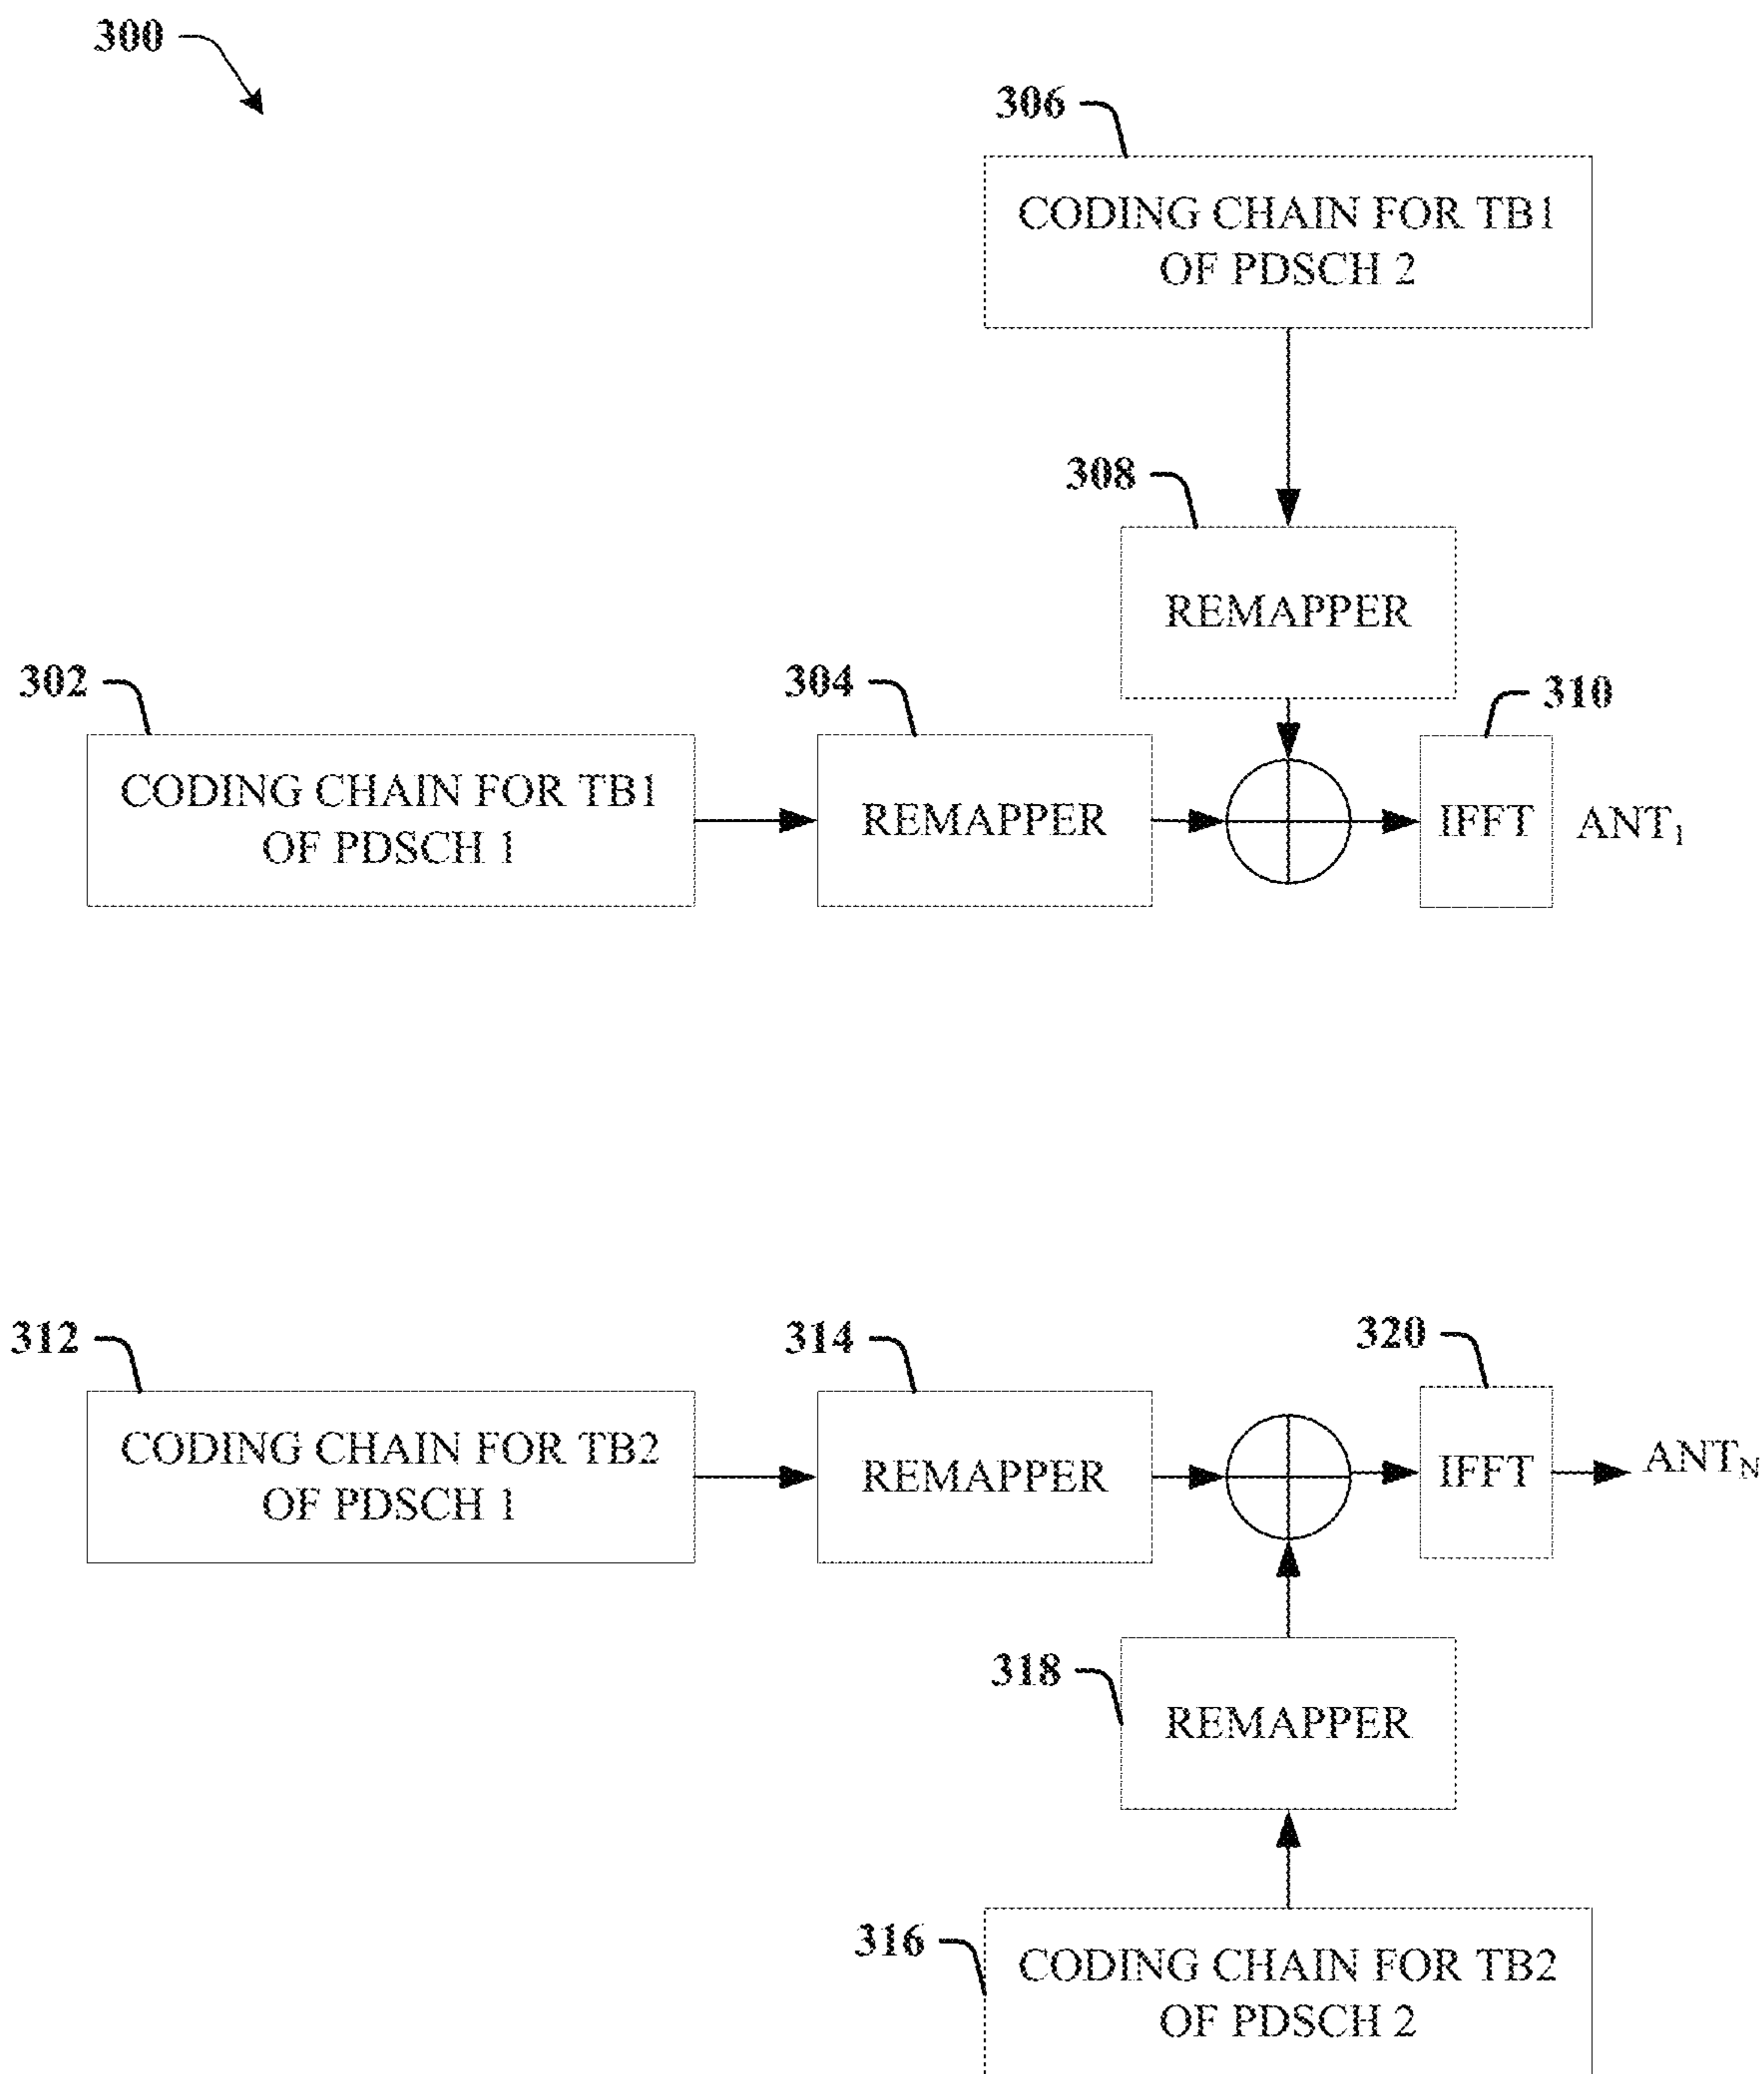 300
306
CODING CHAIN FOR TB1
OF PDSCH 2
308
REMAPPER
302
304
310
CODING CHAIN FOR TB1
OF PDSCH 1
REMAPPER
IFFT
ANT1
312
314
320
CODING CHAIN FOR TB2
OF PDSCH 1
REMAPPER
IFFT
ANTN
318
REMAPPER
316
CODING CHAIN FOR TB2
OF PDSCH 2